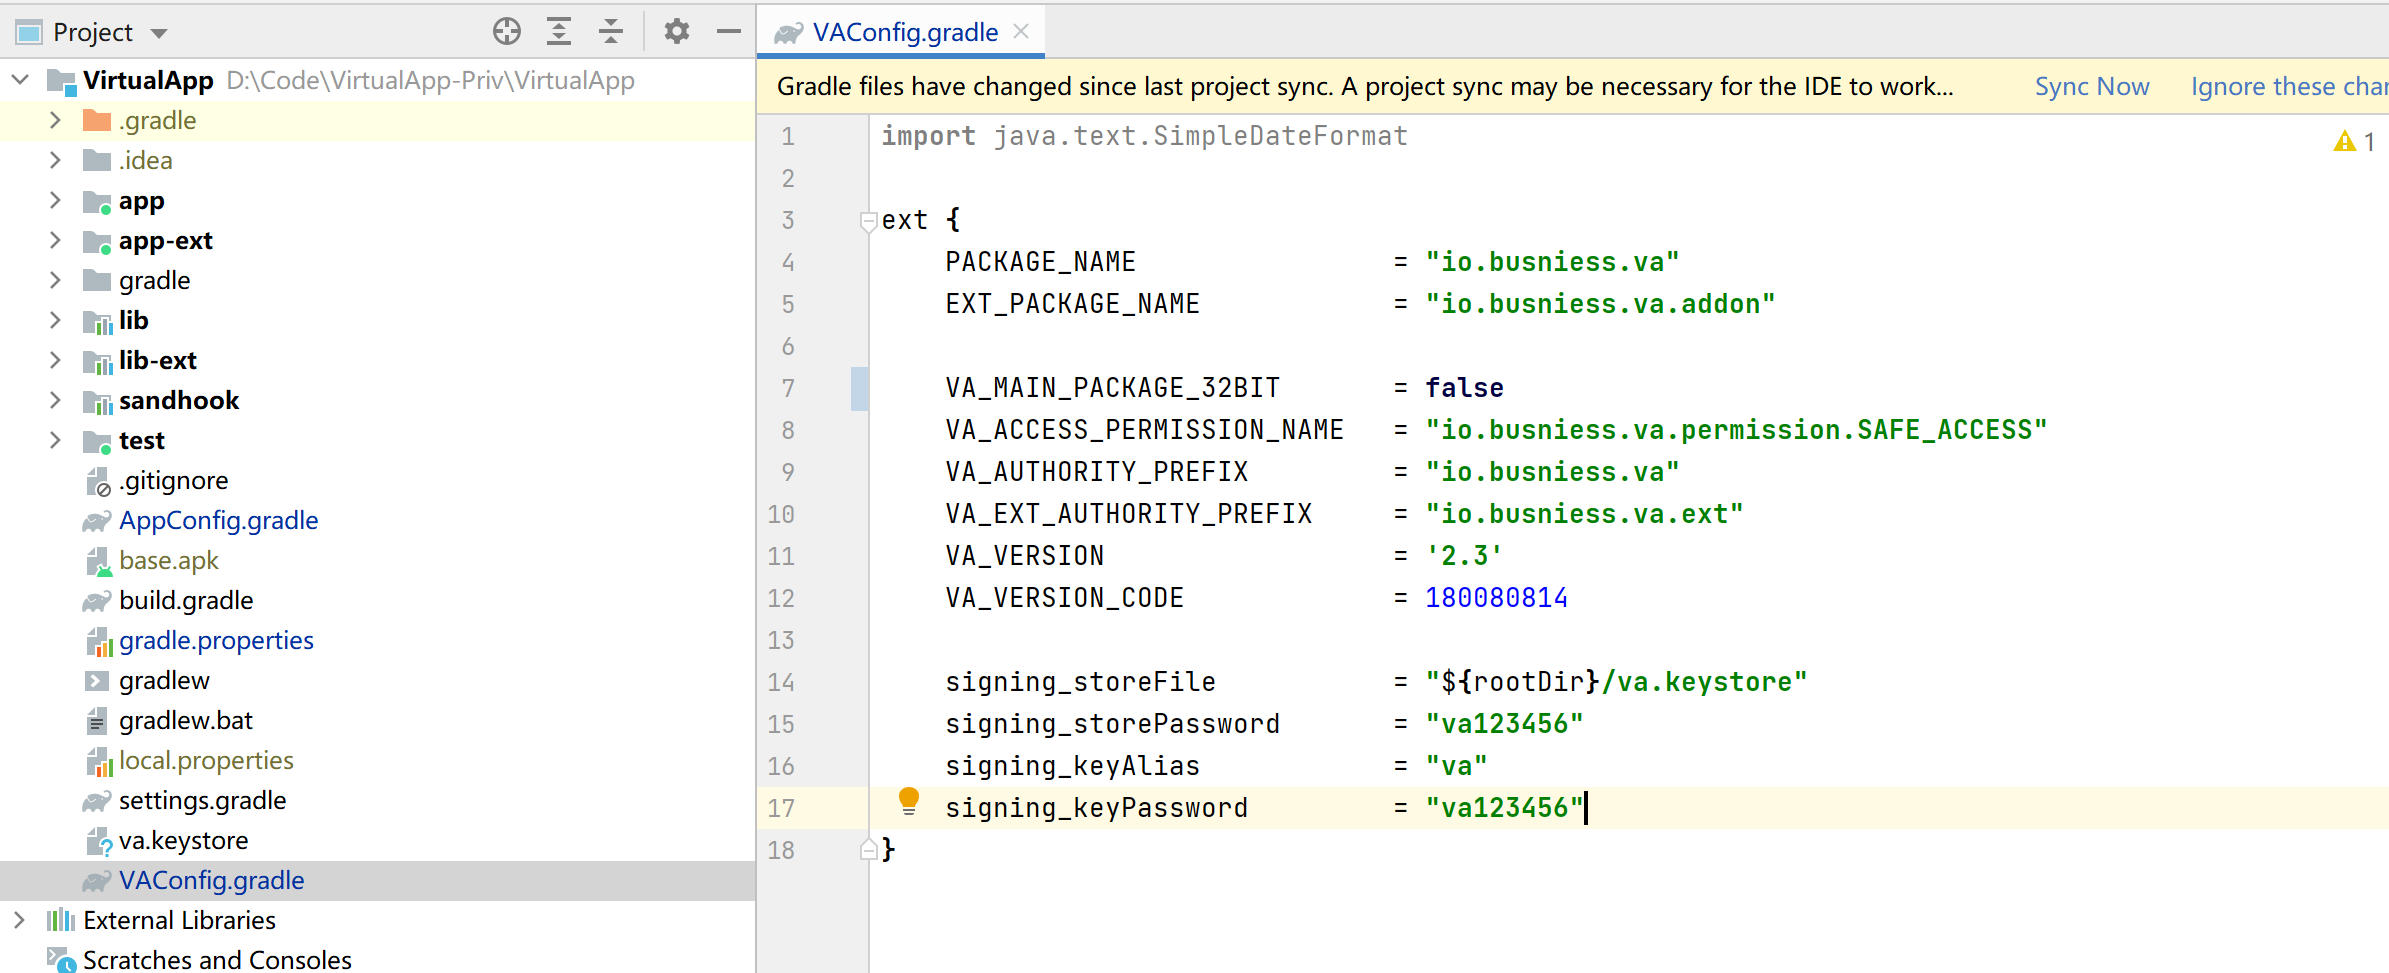 Project
VirtualApp D:\Code\VirtualApp-Priv\VirtualApp
.gradle
.idea
app
app-ext
gradle
lib
lib-ext
sandhook
test
.gitignore
AppConfig.gradle
base.apk
build.gradle
gradle.properties
gradlew
gradlew.bat
local.properties
settings.gradle
va.keystore
VAConfig.gradle
External Libraries
Scratches and Consoles
VAConfig.gradle
Gradle files have changed since last project sync. A project sync may be necessary for the IDE to work... Sync Now Ignore these
1 import java.text.SimpleDateFormat 1
2
3 ext {
4 PACKAGE_NAME = "io.busniess.va"
5 EXT_PACKAGE_NAME = "io.busniess.va.addon"
6
7 VA_MAIN_PACKAGE_32BIT = false
8 VA_ACCESS_PERMISSION_NAME = "io.busniess.va.permission.SAFE_ACCESS"
9 VA_AUTHORITY_PREFIX = "io.busniess.va"
10 VA_EXT_AUTHORITY_PREFIX = "io.busniess.va.ext"
11 VA_VERSION = '2.3'
12 VA_VERSION_CODE = 180080814
13
14 signing_storeFile = "${rootDir}/va.keystore"
15 signing_storePassword = "va123456"
16 signing_keyAlias = "va"
17 signing_keyPassword = "va123456"
18 }